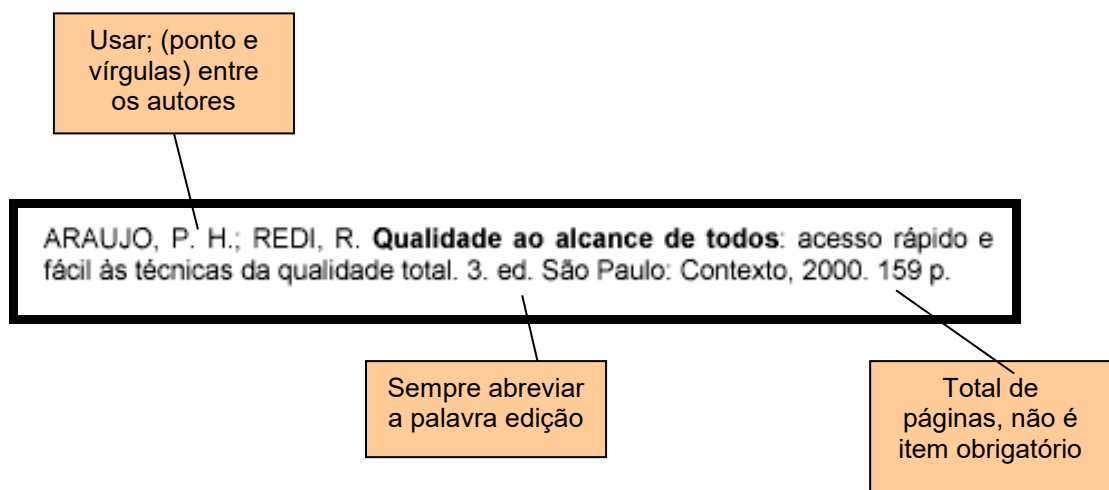 Usar; (ponto e
vírgulas) entre
os autores
ARAUJO, P. H.; REDI, R. Qualidade ao alcance de todos: acesso rápido e
fácil às técnicas da qualidade total. 3. ed. São Paulo: Contexto, 2000. 159 p.
Sempre abreviar
a palavra edição
Total de
páginas, não é
item obrigatório